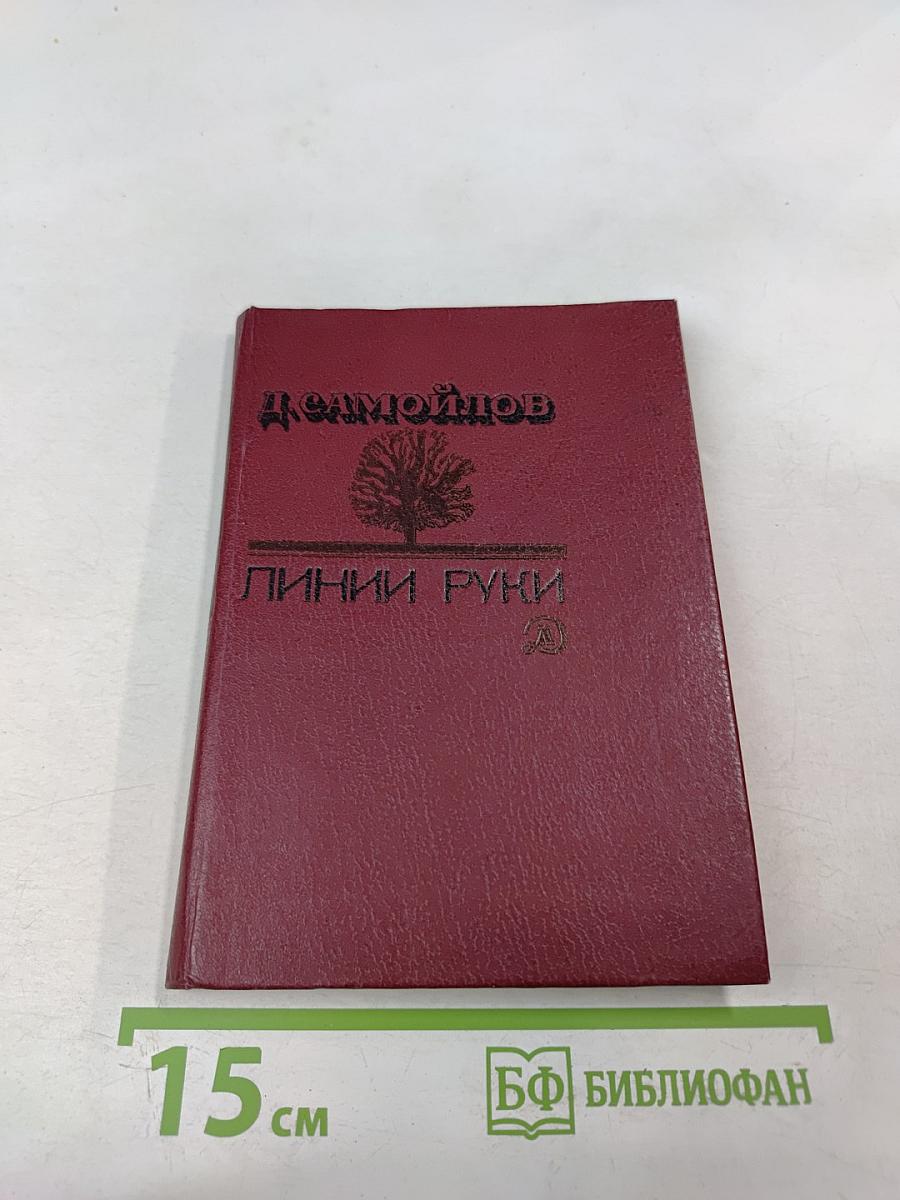 Д. САМОЙЛОВ
ЛИНИИ РУКИ
15 см
БФ БИБЛИОФАН